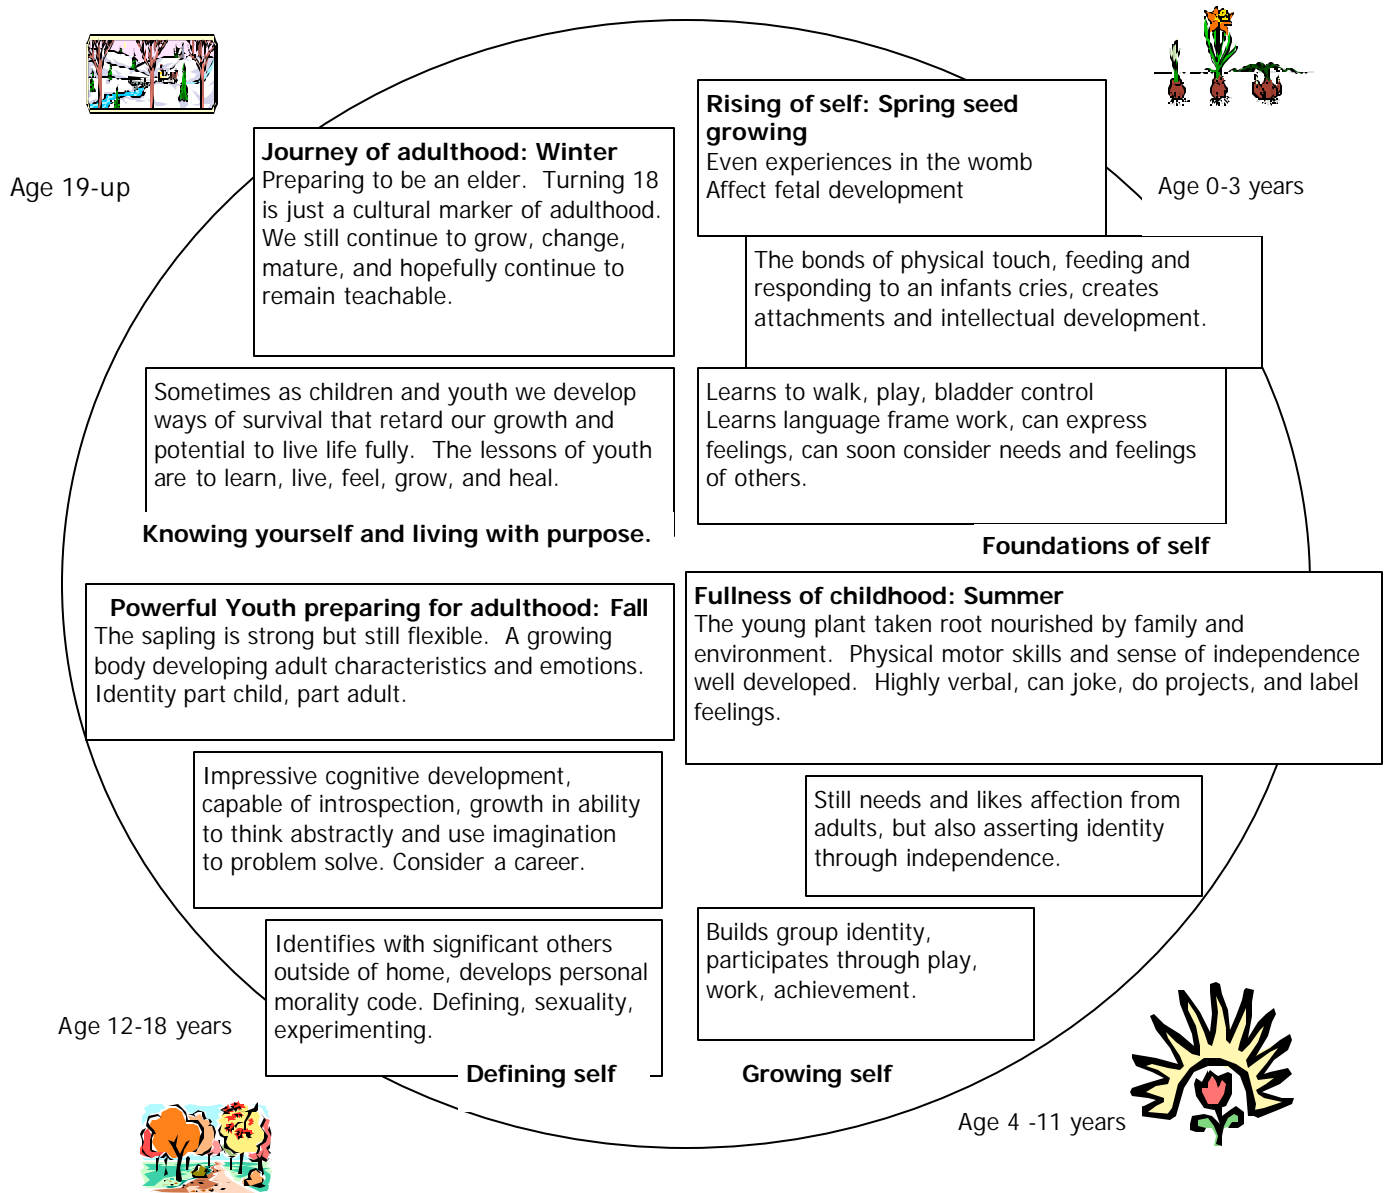 Rising of self: Spring seed
growing
Even experiences in the womb
Affect fetal development
Age 0-3 years
The bonds of physical touch, feeding and
responding to an infants cries, creates
attachments and intellectual development.
Learns to walk, play, bladder control
Learns language frame work, can express
feelings, can soon consider needs and feelings
of others.
Foundations of self
Fullness of childhood: Summer
The young plant taken root nourished by family and
environment.  Physical motor skills and sense of independence
well developed.  Highly verbal, can joke, do projects, and label
feelings.
Still needs and likes affection from
adults, but also asserting identity
through independence.
Builds group identity,
participates through play,
work, achievement.
Growing self
Age 4 -11 years
Powerful Youth preparing for adulthood: Fall
The sapling is strong but still flexible.  A growing
body developing adult characteristics and emotions.
Identity part child, part adult.
Impressive cognitive development,
capable of introspection, growth in ability
to think abstractly and use imagination
to problem solve. Consider a career.
Identifies with significant others
outside of home, develops personal
morality code. Defining, sexuality,
experimenting.
Defining self
Age 12-18 years
Journey of adulthood: Winter
Preparing to be an elder.  Turning 18
is just a cultural marker of adulthood.
We still continue to grow, change,
mature, and hopefully continue to
remain teachable.
Age 19-up
Sometimes as children and youth we develop
ways of survival that retard our growth and
potential to live life fully.  The lessons of youth
are to learn, live, feel, grow, and heal.
Knowing yourself and living with purpose.